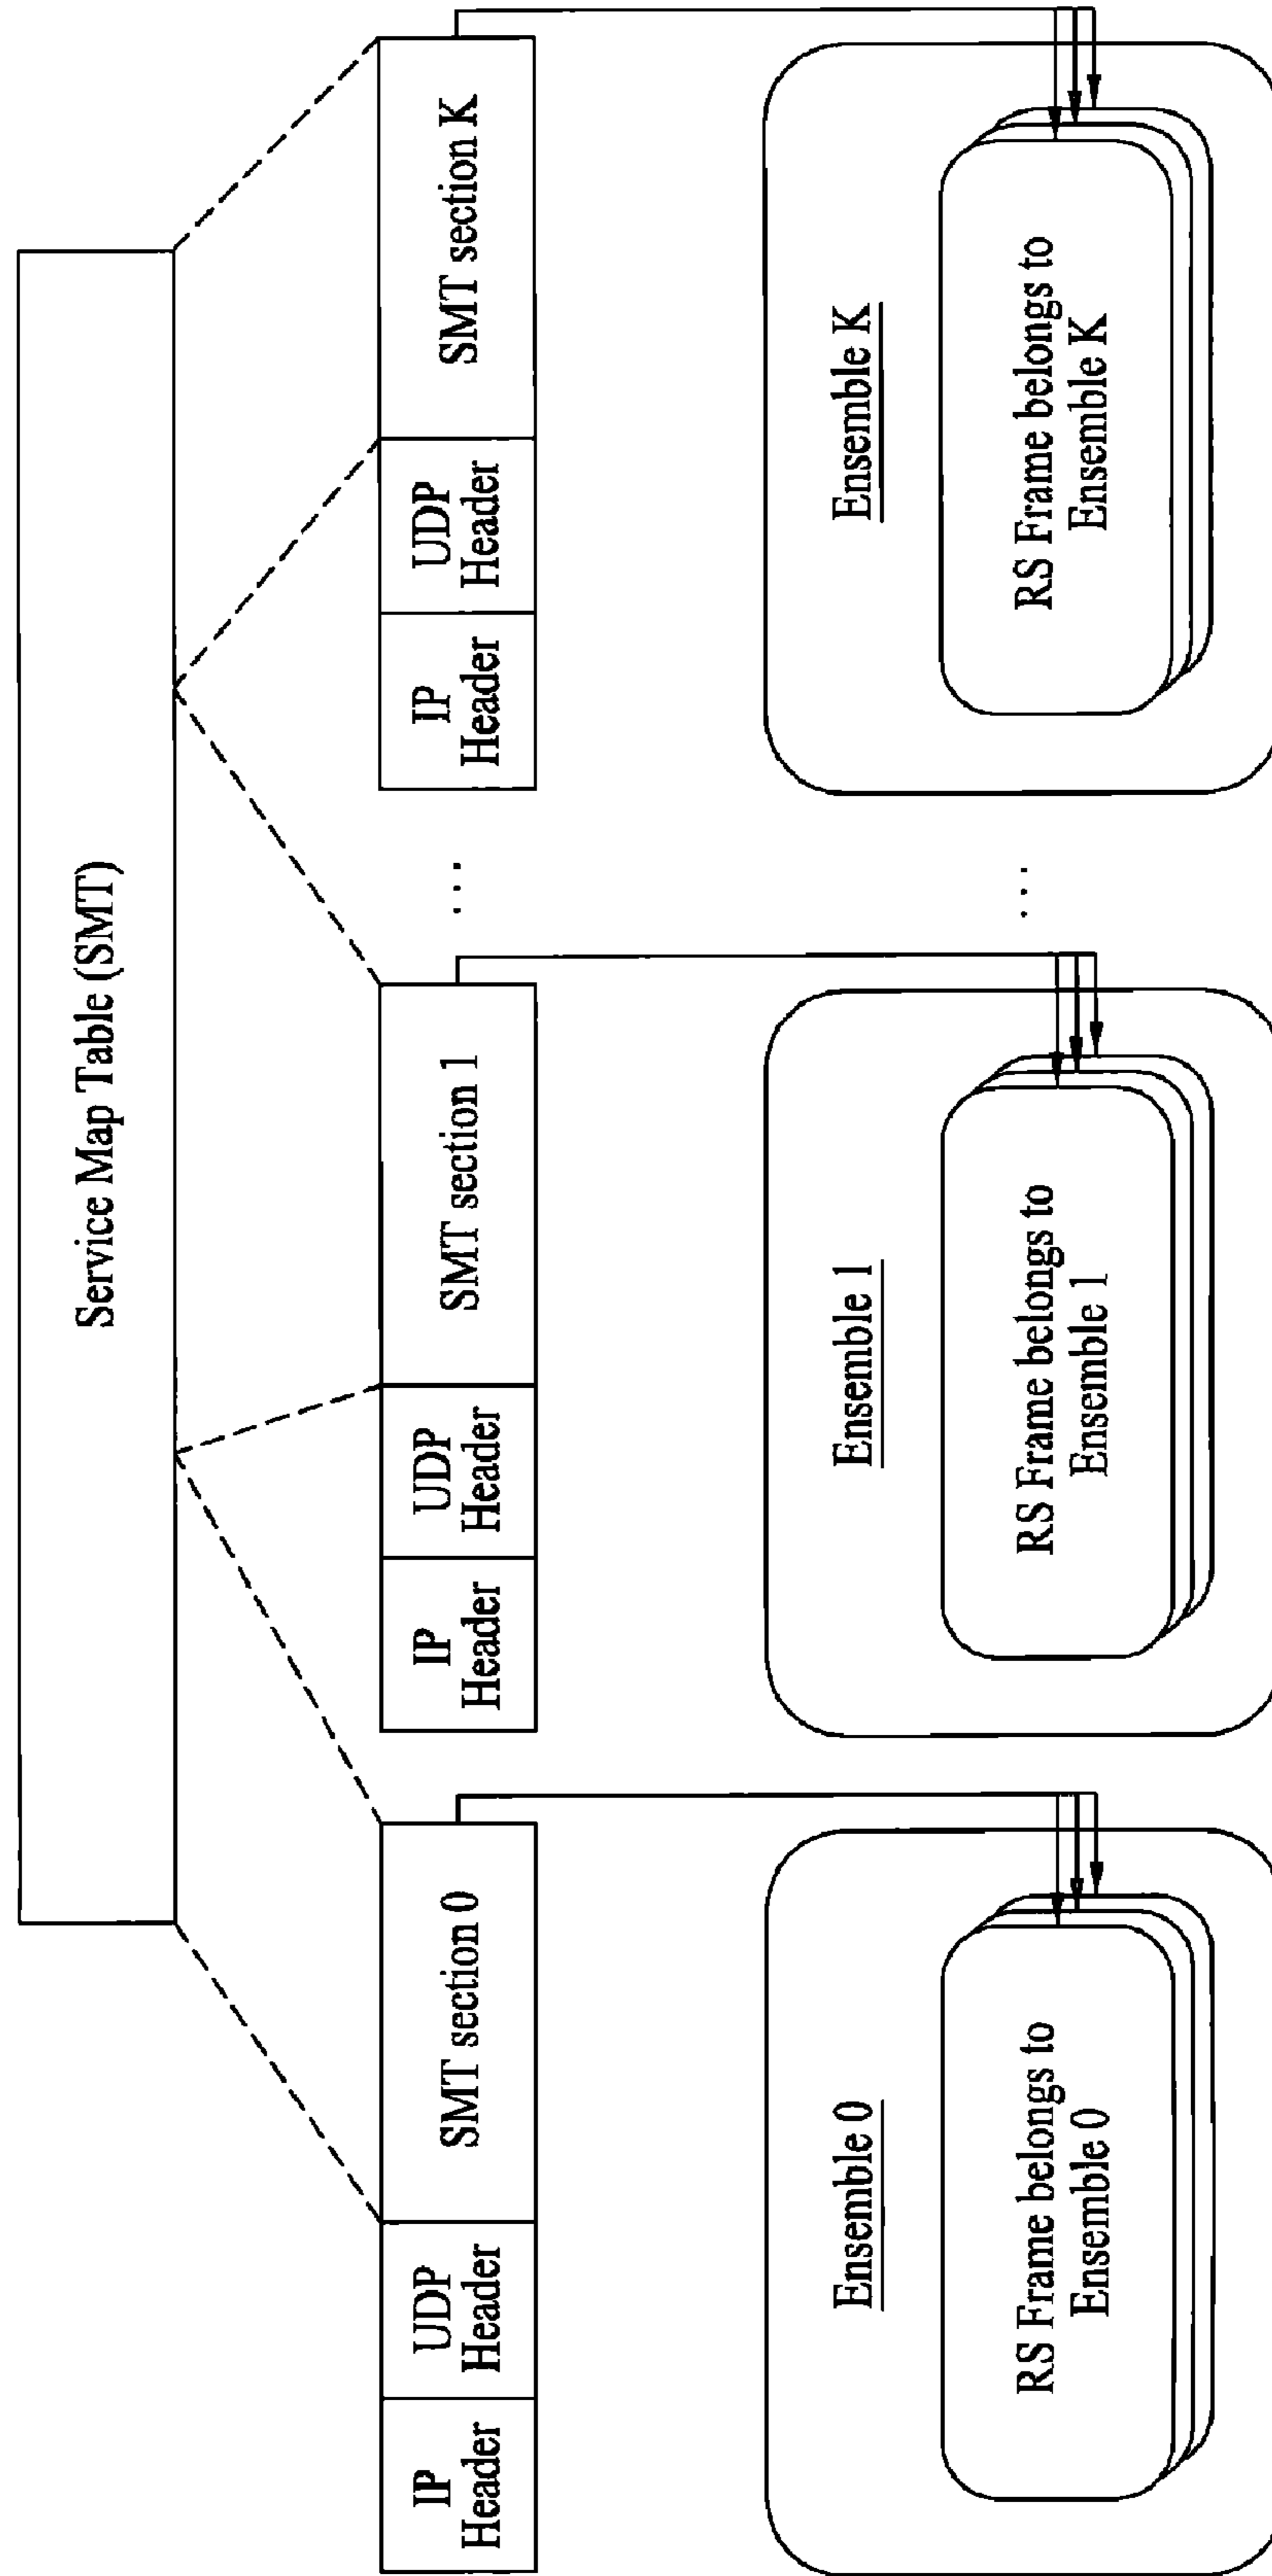 Service Map Table (SMT)
IP
Header
UDP
Header
SMT section 0
IP
Header
UDP
Header
SMT section 1
...
IP
Header
UDP
Header
SMT section K
Ensemble 0
RS Frame belongs to
Ensemble 0
Ensemble 1
RS Frame belongs to
Ensemble 1
...
Ensemble K
RS Frame belongs to
Ensemble K